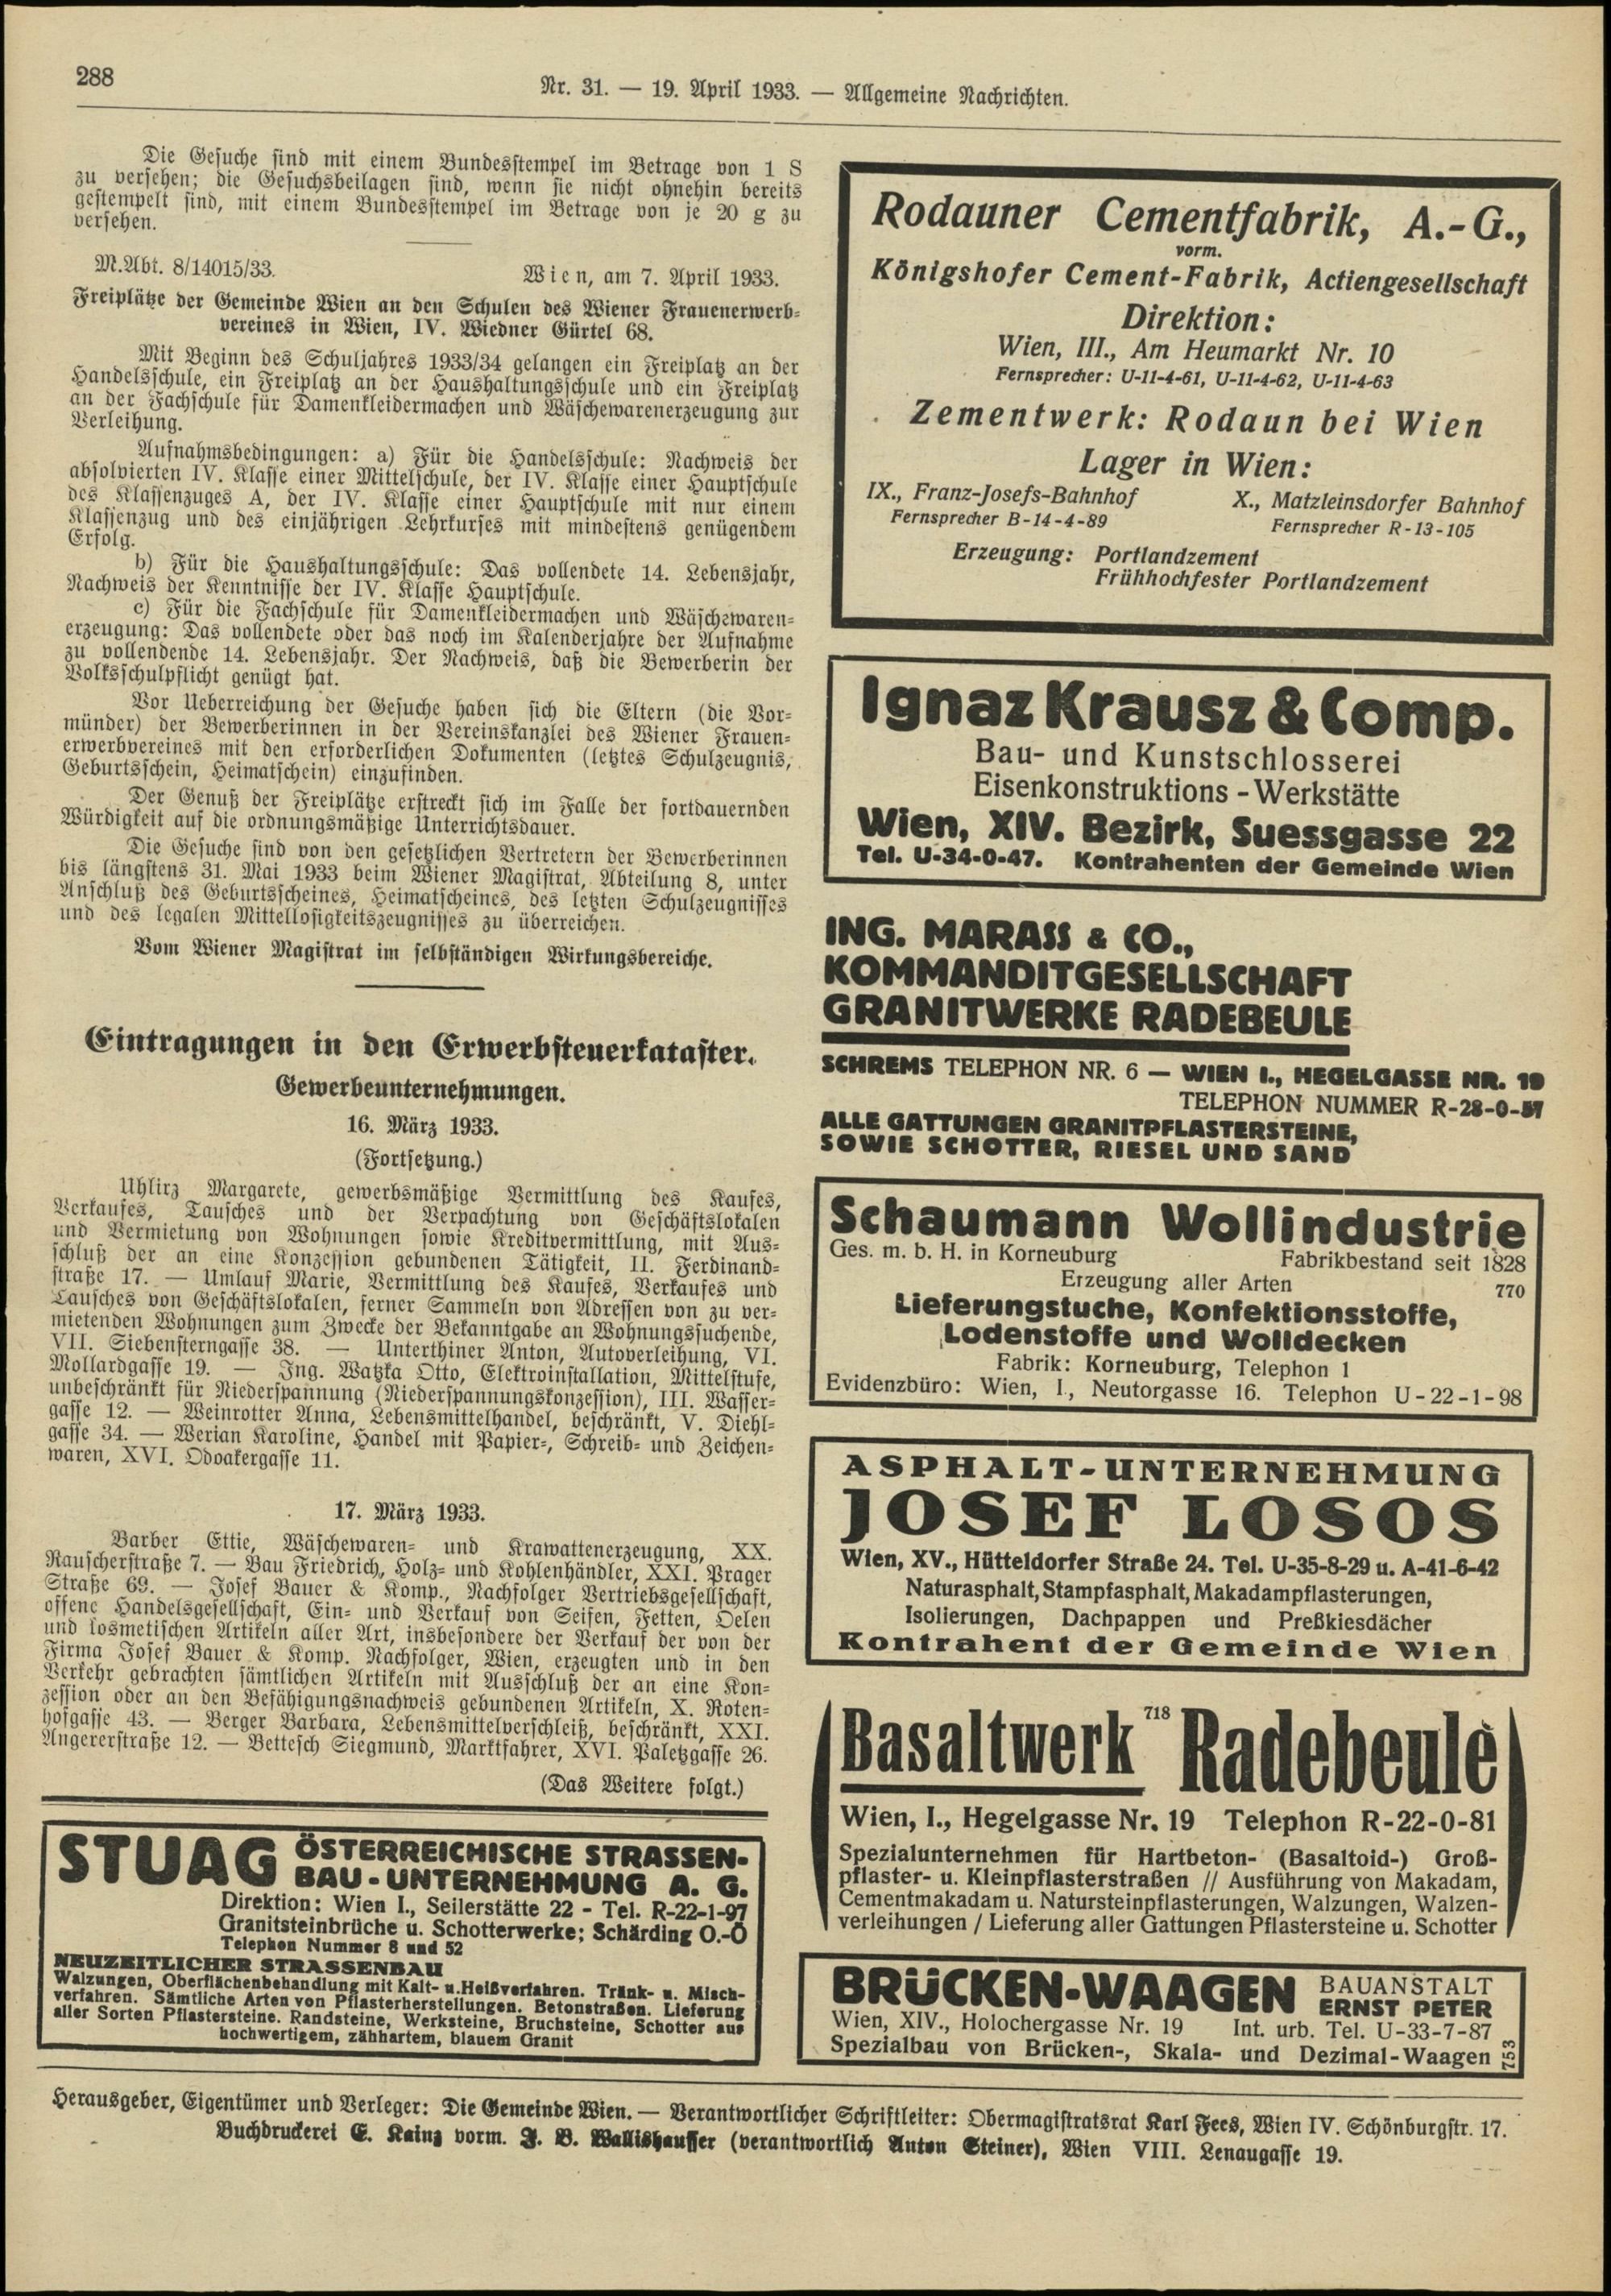 288
Nr. 31. — 19. April 1933. — Allgemeine Nachrichten.
Die Gesuche sind mit einem Bundesstempel im Betrage von 1 S
zu versehen; die Gesuchsbeilagen sind, wenn sie nicht ohnehin bereits
gestempelt sind, mit einem Bundesstempel im Betrage von je 20 g zu
versehen.
M.Abt. 8/14015/33. Wien, am 7. April 1933.
Freiplätze der Gemeinde Wien an den Schulen des Wiener Frauenerwerb-
vereines in Wien, IV. Wiedner Gürtel 68.
Mit Beginn des Schuljahres 1933/34 gelangen ein Freiplatz an der
Handelsschule, ein Freiplatz an der Haushaltungsschule und ein Freiplatz
an der Fachschule für Damenkleidermachen und Wäschewarenerzeugung zur
Verleihung.
Aufnahmsbedingungen: a) Für die Handelsschule: Nachweis der
absolvierten IV. Klasse einer Mittelschule, der IV. Klasse einer Hauptschule
des Klassenzuges A, der IV. Klasse einer Hauptschule mit nur einem
Klassenzug und des einjährigen Lehrkurses mit mindestens genügendem
Erfolg.
b) Für die Haushaltungsschule: Das vollendete 14. Lebensjahr,
Nachweis der Kenntnisse der IV. Klasse Hauptschule.
c) Für die Fachschule für Damenkleidermachen und Wäschewaren-
erzeugung: Das vollendete oder das noch im Kalenderjahre der Aufnahme
zu vollendende 14. Lebensjahr. Der Nachweis, daß die Bewerberin der
Volksschulpflicht genügt hat.
Vor Ueberreichung der Gesuche haben sich die Eltern (die Vor-
münder) der Bewerberinnen in der Vereinskanzlei des Wiener Frauen-
erwerbvereines mit den erforderlichen Dokumenten (letztes Schulzeugnis,
Geburtsschein, Heimatschein) einzufinden.
Der Genuß der Freiplätze erstreckt sich im Falle der fortdauernden
Würdigkeit auf die ordnungsmäßige Unterrichtsdauer.
Die Gesuche sind von den gesetzlichen Vertretern der Bewerberinnen
bis längstens 31. Mai 1933 beim Wiener Magistrat, Abteilung 8, unter
Anschluß des Geburtsscheines, Heimatscheines, des letzten Schulzeugnisses
und des legalen Mittellosigkeitszeugnisses zu überreichen.
Vom Wiener Magistrat im selbständigen Wirkungsbereiche.
Eintragungen in den Erwerbsteuerkataster.
Gewerbeunternehmungen.
16. März 1933.
(Fortsetzung.)
Uhlirz Margarete, gewerbsmäßige Vermittlung des Kaufes,
Verkaufes, Tausches und der Verpachtung von Geschäftslokalen
und Vermietung von Wohnungen sowie Kreditvermittlung, mit Aus-
schluß der an eine Konzession gebundenen Tätigkeit, II. Ferdinand-
straße 17. — Umlauf Marie, Vermittlung des Kaufes, Verkaufes und
Tausches von Geschäftslokalen, ferner Sammeln von Adressen von zu ver-
mietenden Wohnungen zum Zwecke der Bekanntgabe an Wohnungssuchende,
VII. Siebensterngasse 38. — Unterthiner Anton, Autoverleihung, VI.
Mollardgasse 19. — Ing. Watzka Otto, Elektroinstallation, Mittelstufe,
unbeschränkt für Niederspannung (Niederspannungskonzession), III. Wasser-
gasse 12. — Weinrotter Anna, Lebensmittelhandel, beschränkt, V. Diehl-
gasse 34. — Werian Karoline, Handel mit Papier-, Schreib- und Zeichen-
waren, XVI. Odoakergasse 11.
17. März 1933.
Barber Ettie, Wäschewaren- und Krawattenerzeugung, XX.
Rauscherstraße 7. — Bau Friedrich, Holz- und Kohlenhändler, XXI. Prager
Straße 69. — Josef Bauer & Komp., Nachfolger Vertriebsgesellschaft,
offene Handelsgesellschaft, Ein- und Verkauf von Seifen, Fetten, Oelen
und kosmetischen Artikeln aller Art, insbesondere der Verkauf der von der
Firma Josef Bauer & Komp. Nachfolger, Wien, erzeugten und in den
Verkehr gebrachten sämtlichen Artikeln mit Ausschluß der an eine Kon-
zession oder an den Befähigungsnachweis gebundenen Artikeln, X. Roten-
hofgasse 43. — Berger Barbara, Lebensmittelverschleiß, beschränkt, XXI.
Angererstraße 12. — Bettesch Siegmund, Marktfahrer, XVI. Paletzgasse 26.
(Das Weitere folgt.)
STUAG ÖSTERREICHISCHE STRASSEN-
BAU-UNTERNEHMUNG A. G.
Direktion: Wien I., Seilerstätte 22 - Tel. R-22-1-97
Granitsteinbrüche u. Schotterwerke; Schärding O.-Ö
Telephon Nummer 8 und 52
NEUZEITLICHER STRASSENBAU
Walzungen, Oberflächenbehandlung mit Kalt- u. Heißverfahren. Tränk- u. Misch-
verfahren. Sämtliche Arten von Pflasterherstellungen. Betonstraßen. Lieferung
aller Sorten Pflastersteine. Randsteine, Werksteine, Bruchsteine, Schotter aus
hochwertigem, zähhartem, blauem Granit
Rodauner Cementfabrik, A.-G.,
vorm.
Königshofer Cement-Fabrik, Actiengesellschaft
Direktion:
Wien, III., Am Heumarkt Nr. 10
Fernsprecher: U-11-4-61, U-11-4-62, U-11-4-63
Zementwerk: Rodaun bei Wien
Lager in Wien:
IX., Franz-Josefs-Bahnhof X., Matzleinsdorfer Bahnhof
Fernsprecher B-14-4-89 Fernsprecher R-13-105
Erzeugung: Portlandzement
Frühhochfester Portlandzement
Ignaz Krausz & Comp.
Bau- und Kunstschlosserei
Eisenkonstruktions-Werkstätte
Wien, XIV. Bezirk, Suessgasse 22
Tel. U-34-0-47. Kontrahenten der Gemeinde Wien
ING. MARASS & CO.,
KOMMANDITGESELLSCHAFT
GRANITWERKE RADEBEULE
SCHREMS TELEPHON NR. 6 — WIEN I., HEGELGASSE NR. 19
TELEPHON NUMMER R-28-0-57
ALLE GATTUNGEN GRANITPFLASTERSTEINE,
SOWIE SCHOTTER, RIESEL UND SAND
Schaumann Wollindustrie
Ges. m. b. H. in Korneuburg Fabrikbestand seit 1828
Erzeugung aller Arten 770
Lieferungstuche, Konfektionsstoffe,
Lodenstoffe und Wolldecken
Fabrik: Korneuburg, Telephon 1
Evidenzbüro: Wien, I., Neutorgasse 16. Telephon U-22-1-98
ASPHALT-UNTERNEHMUNG
JOSEF LOSOS
Wien, XV., Hütteldorfer Straße 24. Tel. U-35-8-29 u. A-41-6-42
Naturasphalt, Stampfasphalt, Makadampflasterungen,
Isolierungen, Dachpappen und Preßkiesdächer
Kontrahent der Gemeinde Wien
Basaltwerk 718 Radebeule
Wien, I., Hegelgasse Nr. 19 Telephon R-22-0-81
Spezialunternehmen für Hartbeton- (Basaltoid-) Groß-
pflaster- u. Kleinpflasterstraßen // Ausführung von Makadam,
Cementmakadam u. Natursteinpflasterungen, Walzungen, Walzen-
verleihungen / Lieferung aller Gattungen Pflastersteine u. Schotter
BRÜCKEN-WAAGEN BAUANSTALT
ERNST PETER
Wien, XIV., Holochergasse Nr. 19 Int. urb. Tel. U-33-7-87
Spezialbau von Brücken-, Skala- und Dezimal-Waagen 753
Herausgeber, Eigentümer und Verleger: Die Gemeinde Wien. — Verantwortlicher Schriftleiter: Obermagistratsrat Karl Fees, Wien IV. Schönburgstr. 17.
Buchdruckerei E. Kainz vorm. J. B. Wallishausser (verantwortlich Anton Steiner), Wien VIII. Lenaugasse 19.